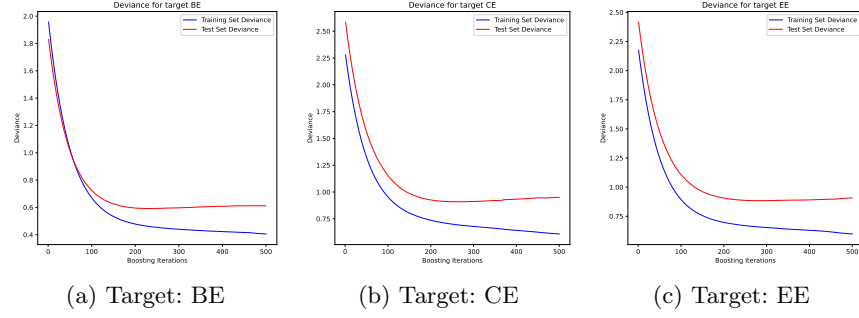 Deviance for target BE
Training Set Deviance
Test Set Deviance
2.0
1.8
1.6
1.4
1.2
1.0
0.8
0.6
0.4
Deviance
0
100
200
300
400
500
Boosting Iterations
(a) Target: BE
Deviance for target CE
Training Set Deviance
Test Set Deviance
2.50
2.25
2.00
1.75
1.50
1.25
1.00
0.75
Deviance
0
100
200
300
400
500
Boosting Iterations
(b) Target: CE
Deviance for target EE
Training Set Deviance
Test Set Deviance
2.50
2.25
2.00
1.75
1.50
1.25
1.00
0.75
Deviance
0
100
200
300
400
500
Boosting Iterations
(c) Target: EE